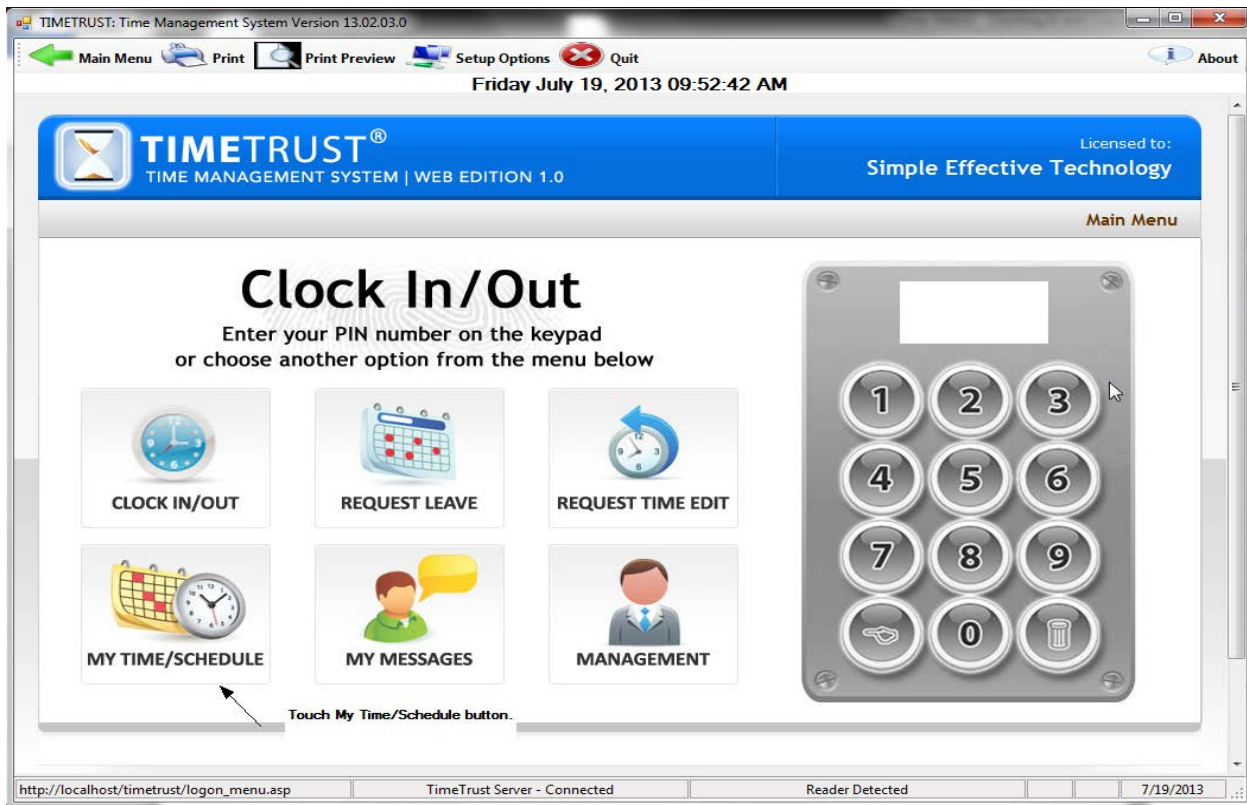 TIMETRUST: Time Management System Version 13.02.03.0
Main Menu Print Print Preview Setup Options Quit About
Friday July 19, 2013 09:52:42 AM
TIMETRUST®
TIME MANAGEMENT SYSTEM | WEB EDITION 1.0
Licensed to:
Simple Effective Technology
Main Menu
Clock In/Out
Enter your PIN number on the keypad
or choose another option from the menu below
CLOCK IN/OUT REQUEST LEAVE REQUEST TIME EDIT
MY TIME/SCHEDULE MY MESSAGES MANAGEMENT
1 2 3
4 5 6
7 8 9
0
Touch My Time/Schedule button.
http://localhost/timetrust/logon_menu.asp TimeTrust Server - Connected Reader Detected 7/19/2013